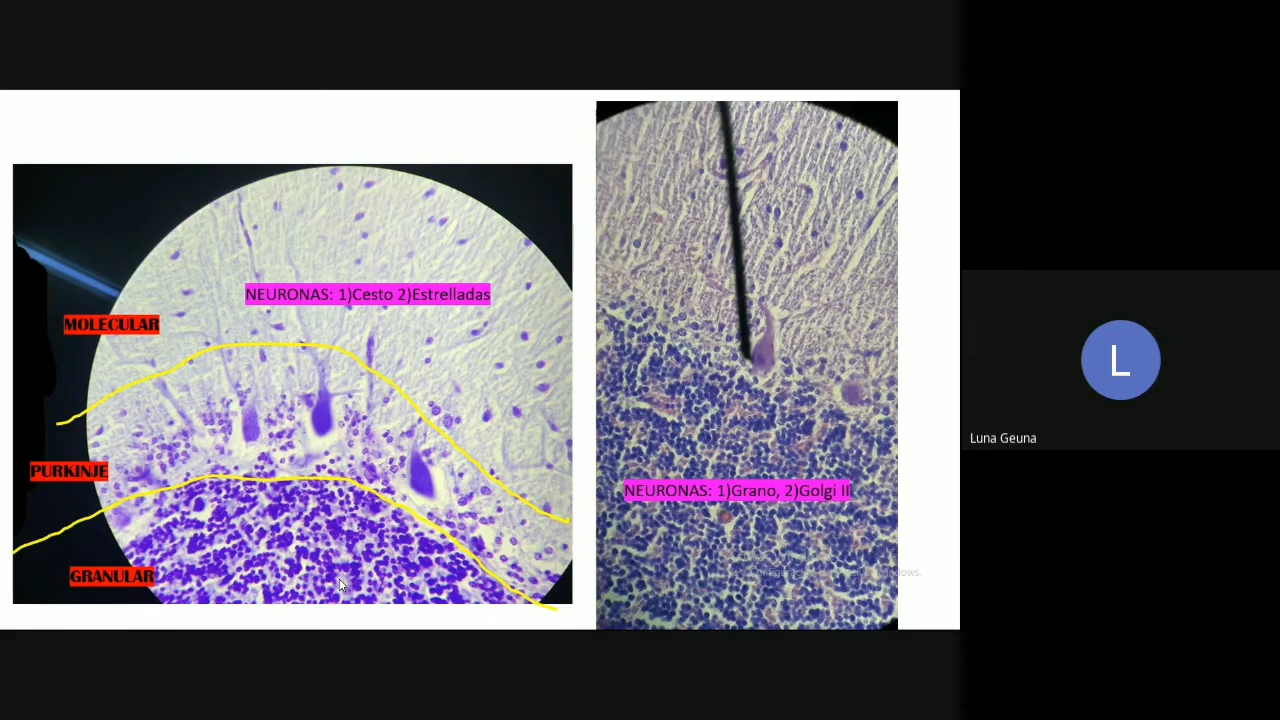 NEURONAS: 1)Cesto 2)Estrelladas
MOLECULAR
PURKINJE
GRANULAR
NEURONAS: 1)Grano, 2)Golgi II
L
Luna Geuna